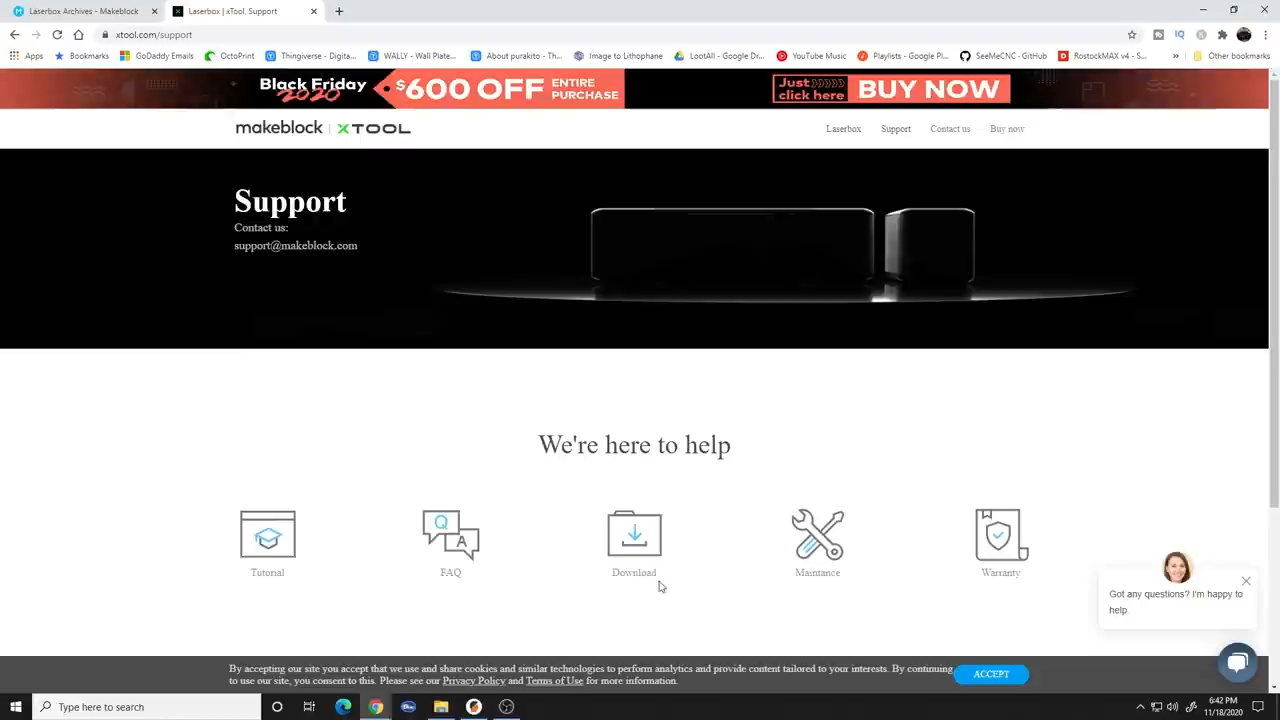 Laserbox Archives - Makeblock
Laserbox | xTool, Support
xtool.com/support
Apps
Bookmarks
GoDaddy Emails
OctoPrint
Thingiverse - Digita...
WALLY - Wall Plate...
About purakito - Th...
Image to Lithophane
LootAll - Google Dr...
YouTube Music
Playlists - Google Pl...
SeeMeCNC · GitHub
RostockMAX v4 - S...
»
Other bookmarks
Black Friday
2020
$600 OFF ENTIRE PURCHASE
Just click here
BUY NOW
makeblock | XTOOL
Laserbox
Support
Contact us
Buy now
Support
Contact us:
support@makeblock.com
We're here to help
Q
A
Tutorial
FAQ
Download
Maintance
Warranty
Got any questions? I'm happy to
help.
By accepting our site you accept that we use and share cookies and similar technologies to perform analytics and provide content tailored to your interests. By continuing
to use our site, you consent to this. Please see our Privacy Policy and Terms of Use for more information.
ACCEPT
Type here to search
6:42 PM
11/18/2020